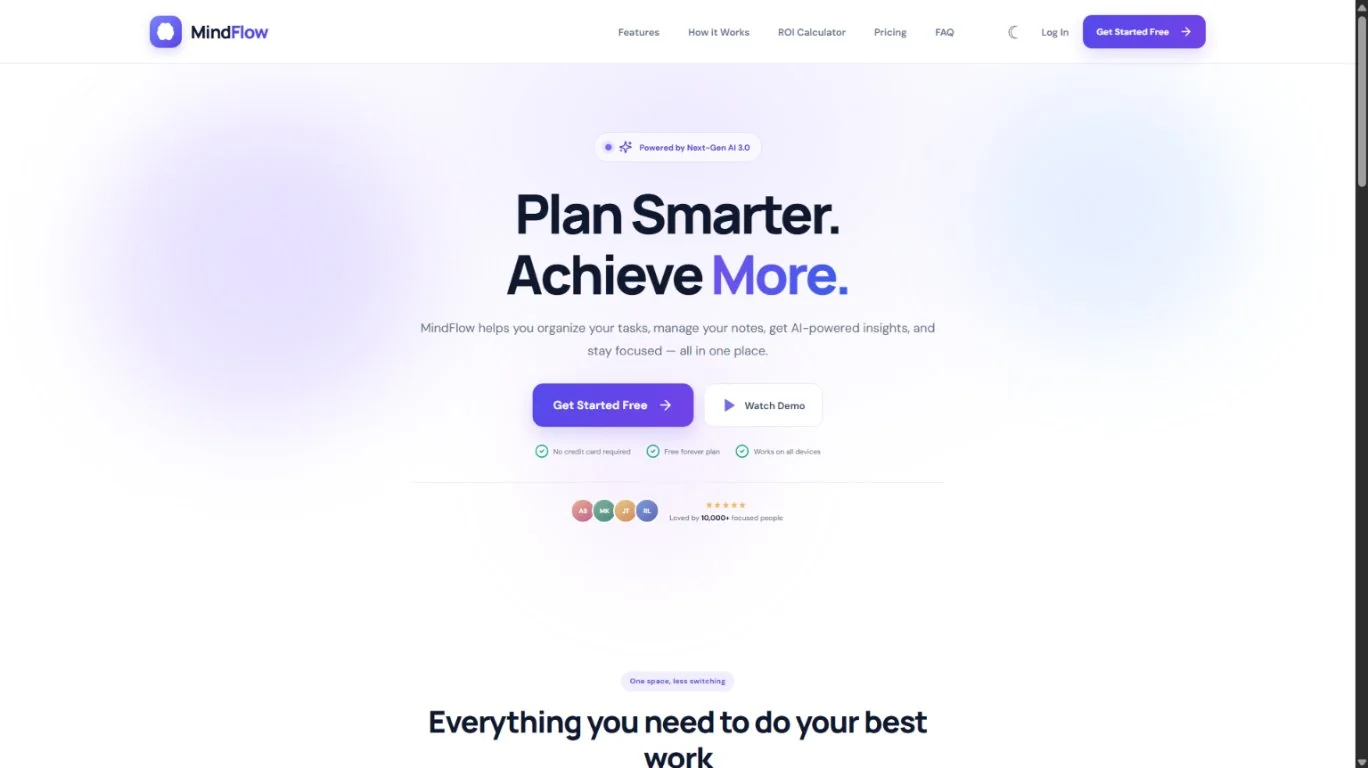 MindFlow
Features
How it Works
ROI Calculator
Pricing
FAQ
Log In
Get Started Free
Powered by Next-Gen AI 3.0
Plan Smarter.
Achieve More.
MindFlow helps you organize your tasks, manage your notes, get AI-powered insights, and
stay focused — all in one place.
Get Started Free
Watch Demo
No credit card required
Free forever plan
Works on all devices
AS
MK
JT
RL
Loved by 10,000+ focused people
One space, less switching
Everything you need to do your best
work